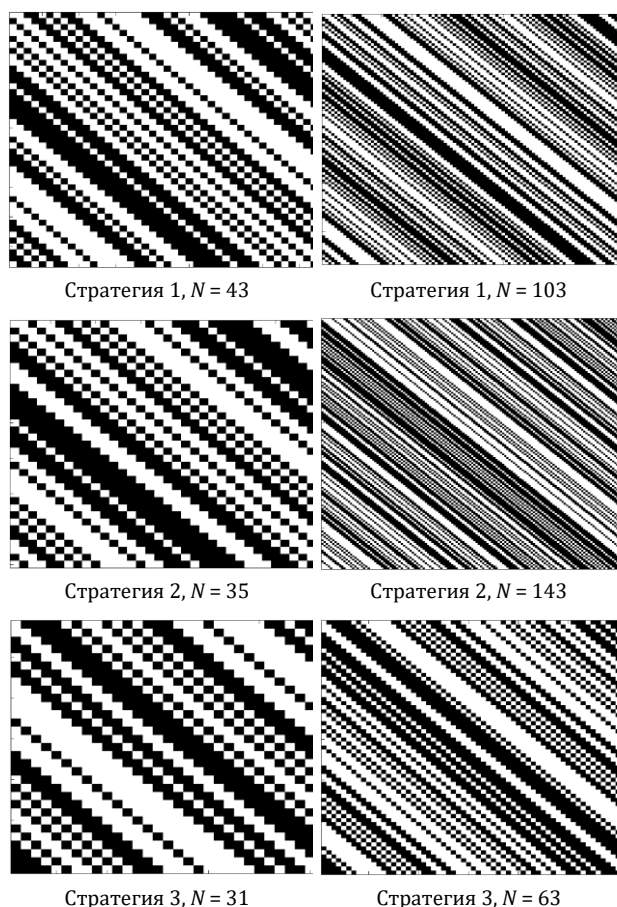 Стратегия 1, N = 43
Стратегия 1, N = 103
Стратегия 2, N = 35
Стратегия 2, N = 143
Стратегия 3, N = 31
Стратегия 3, N = 63